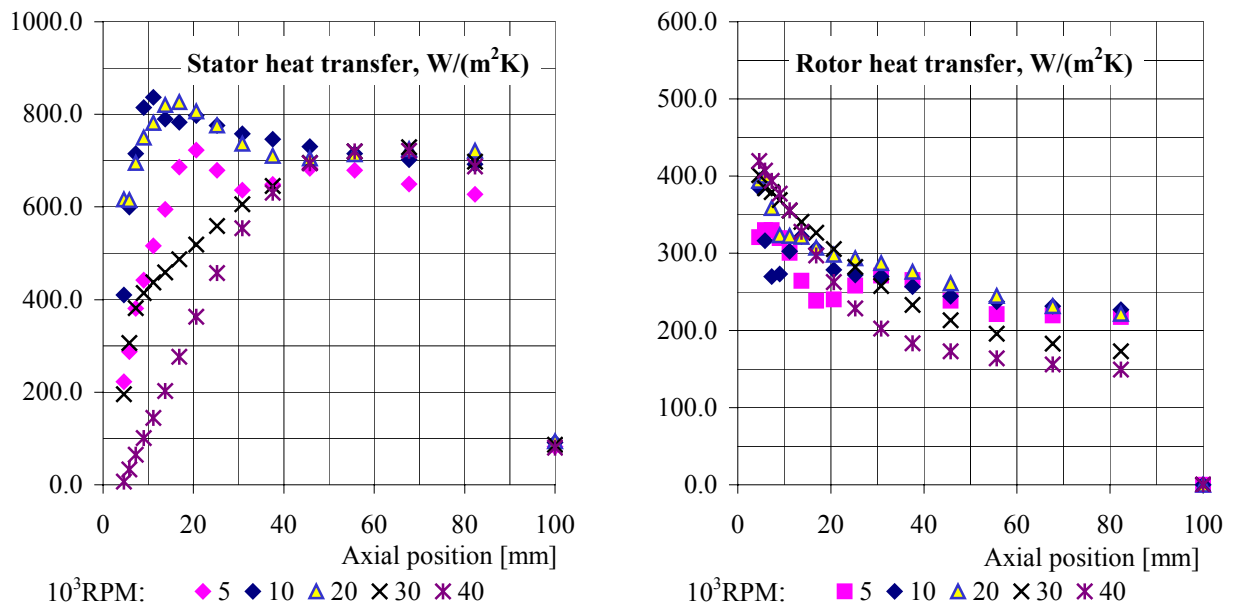 Stator heat transfer, W/(m²K)
1000.0
800.0
600.0
400.0
200.0
0.0
0 20 40 60 80 100
Axial position [mm]
10³RPM: 5 10 20 30 40
Rotor heat transfer, W/(m²K)
600.0
500.0
400.0
300.0
200.0
100.0
0.0
0 20 40 60 80 100
Axial position [mm]
10³RPM: 5 10 20 30 40